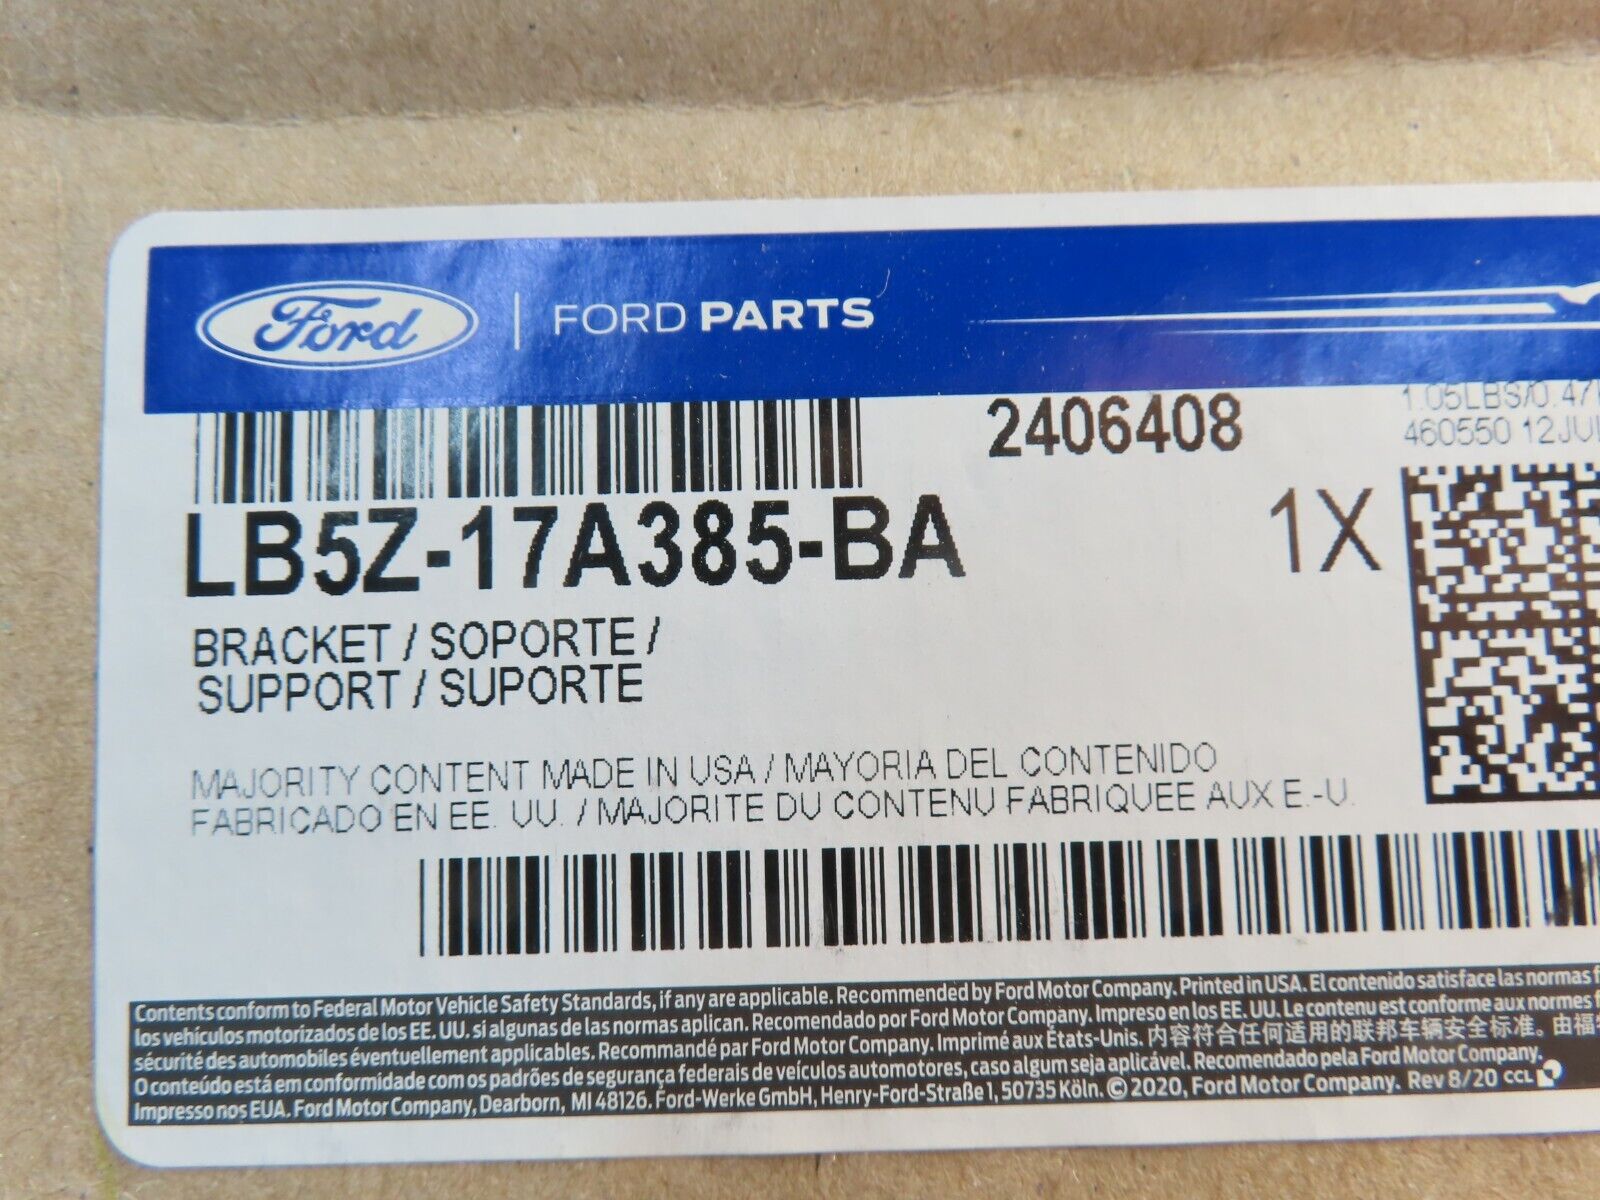 Ford | FORD PARTS
2406408
1.05LBS/0.47
460550 12JUL
LB5Z-17A385-BA
1X
BRACKET / SOPORTE /
SUPPORT / SUPORTE
MAJORITY CONTENT MADE IN USA / MAYORIA DEL CONTENIDO
FABRICADO EN EE. UU. / MAJORITE DU CONTENU FABRIQUEE AUX E.-U.
Contents conform to Federal Motor Vehicle Safety Standards, if any are applicable. Recommended by Ford Motor Company. Printed in USA. El contenido satisface las normas f
los vehículos motorizados de los EE. UU. si algunas de las normas aplican. Recomendado por Ford Motor Company. Impreso en los EE. UU. Le contenu est conforme aux normes f
sécurité des automobiles éventuellement applicables. Recommandé par Ford Motor Company. Imprimé aux États-Unis. 内容符合任何适用的联邦车辆安全标准。由福
O conteúdo está em conformidade com os padrões de segurança federais de veículos automotores, caso algum seja aplicável. Recomendado pela Ford Motor Company.
Impresso nos EUA. Ford Motor Company, Dearborn, MI 48126. Ford-Werke GmbH, Henry-Ford-Straße 1, 50735 Köln. © 2020, Ford Motor Company. Rev 8/20 CCL